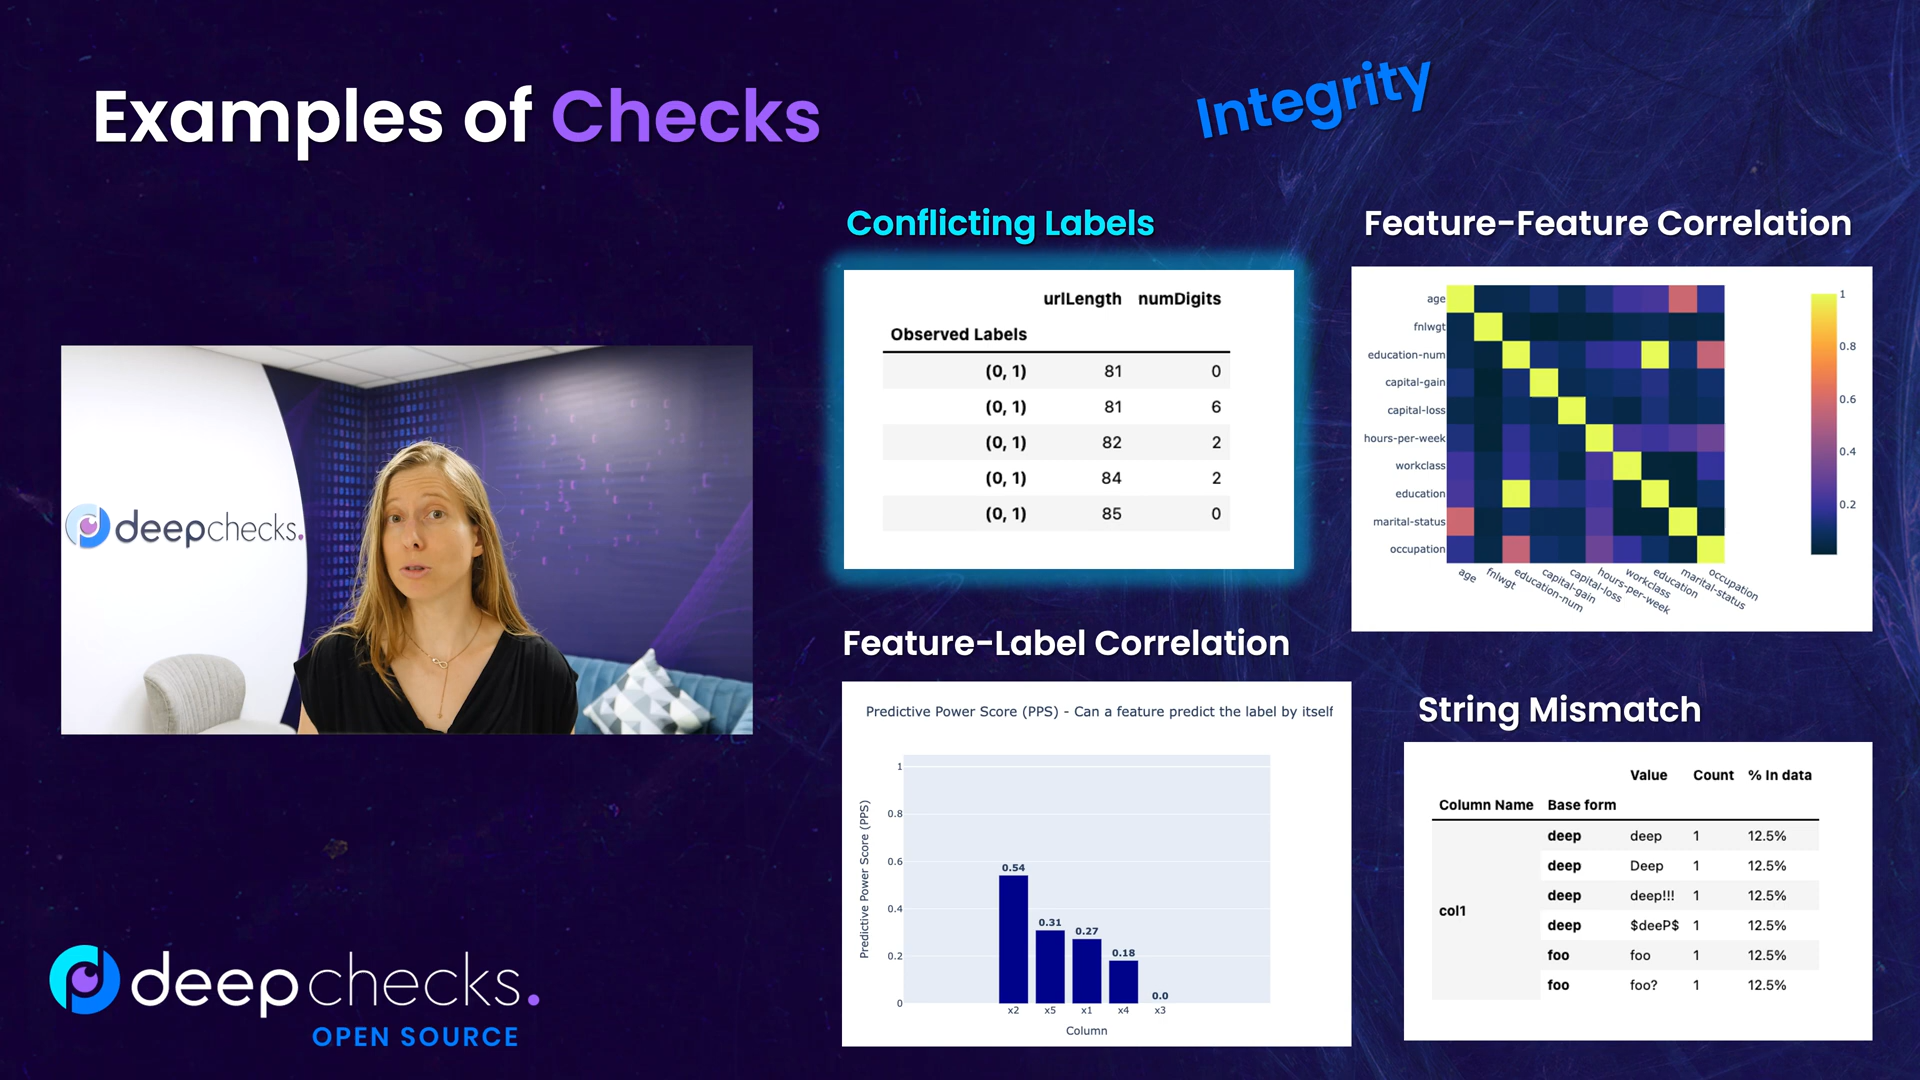 Examples of Checks
Integrity
Conflicting Labels
urlLength numDigits
Observed Labels
(0, 1) 81 0
(0, 1) 81 6
(0, 1) 82 2
(0, 1) 84 2
(0, 1) 85 0
Feature-Feature Correlation
age
fnlwgt
education-num
capital-gain
capital-loss
hours-per-week
workclass
education
marital-status
occupation
age
fnlwgt
education-num
capital-gain
capital-loss
hours-per-week
workclass
education
marital-status
occupation
1
0.8
0.6
0.4
0.2
deepchecks.
Feature-Label Correlation
Predictive Power Score (PPS) - Can a feature predict the label by itself
Predictive Power Score (PPS)
1
0.8
0.6
0.4
0.2
0
0.54
0.31
0.27
0.18
0.0
x2 x5 x1 x4 x3
Column
String Mismatch
Value Count % In data
Column Name Base form
col1
deep deep 1 12.5%
deep Deep 1 12.5%
deep deep!!! 1 12.5%
deep $deeP$ 1 12.5%
foo foo 1 12.5%
foo foo? 1 12.5%
deepchecks.
OPEN SOURCE